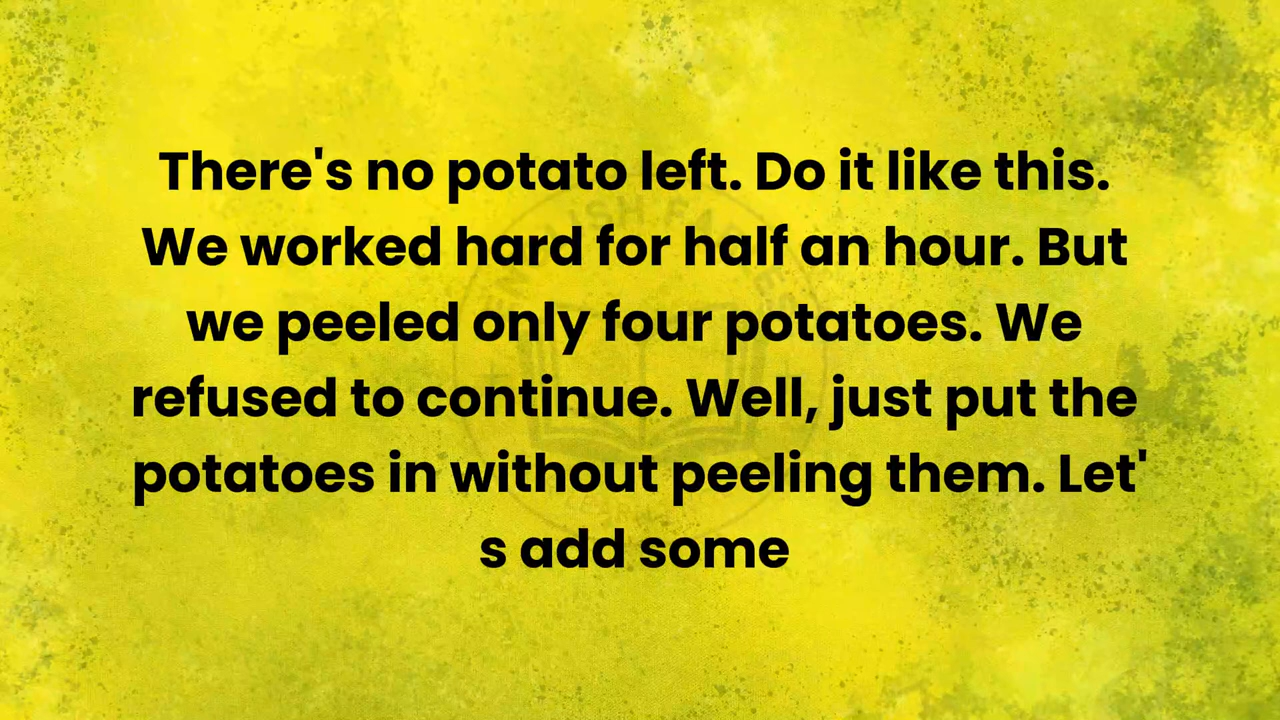 There's no potato left. Do it like this.
We worked hard for half an hour. But
we peeled only four potatoes. We
refused to continue. Well, just put the
potatoes in without peeling them. Let'
s add some